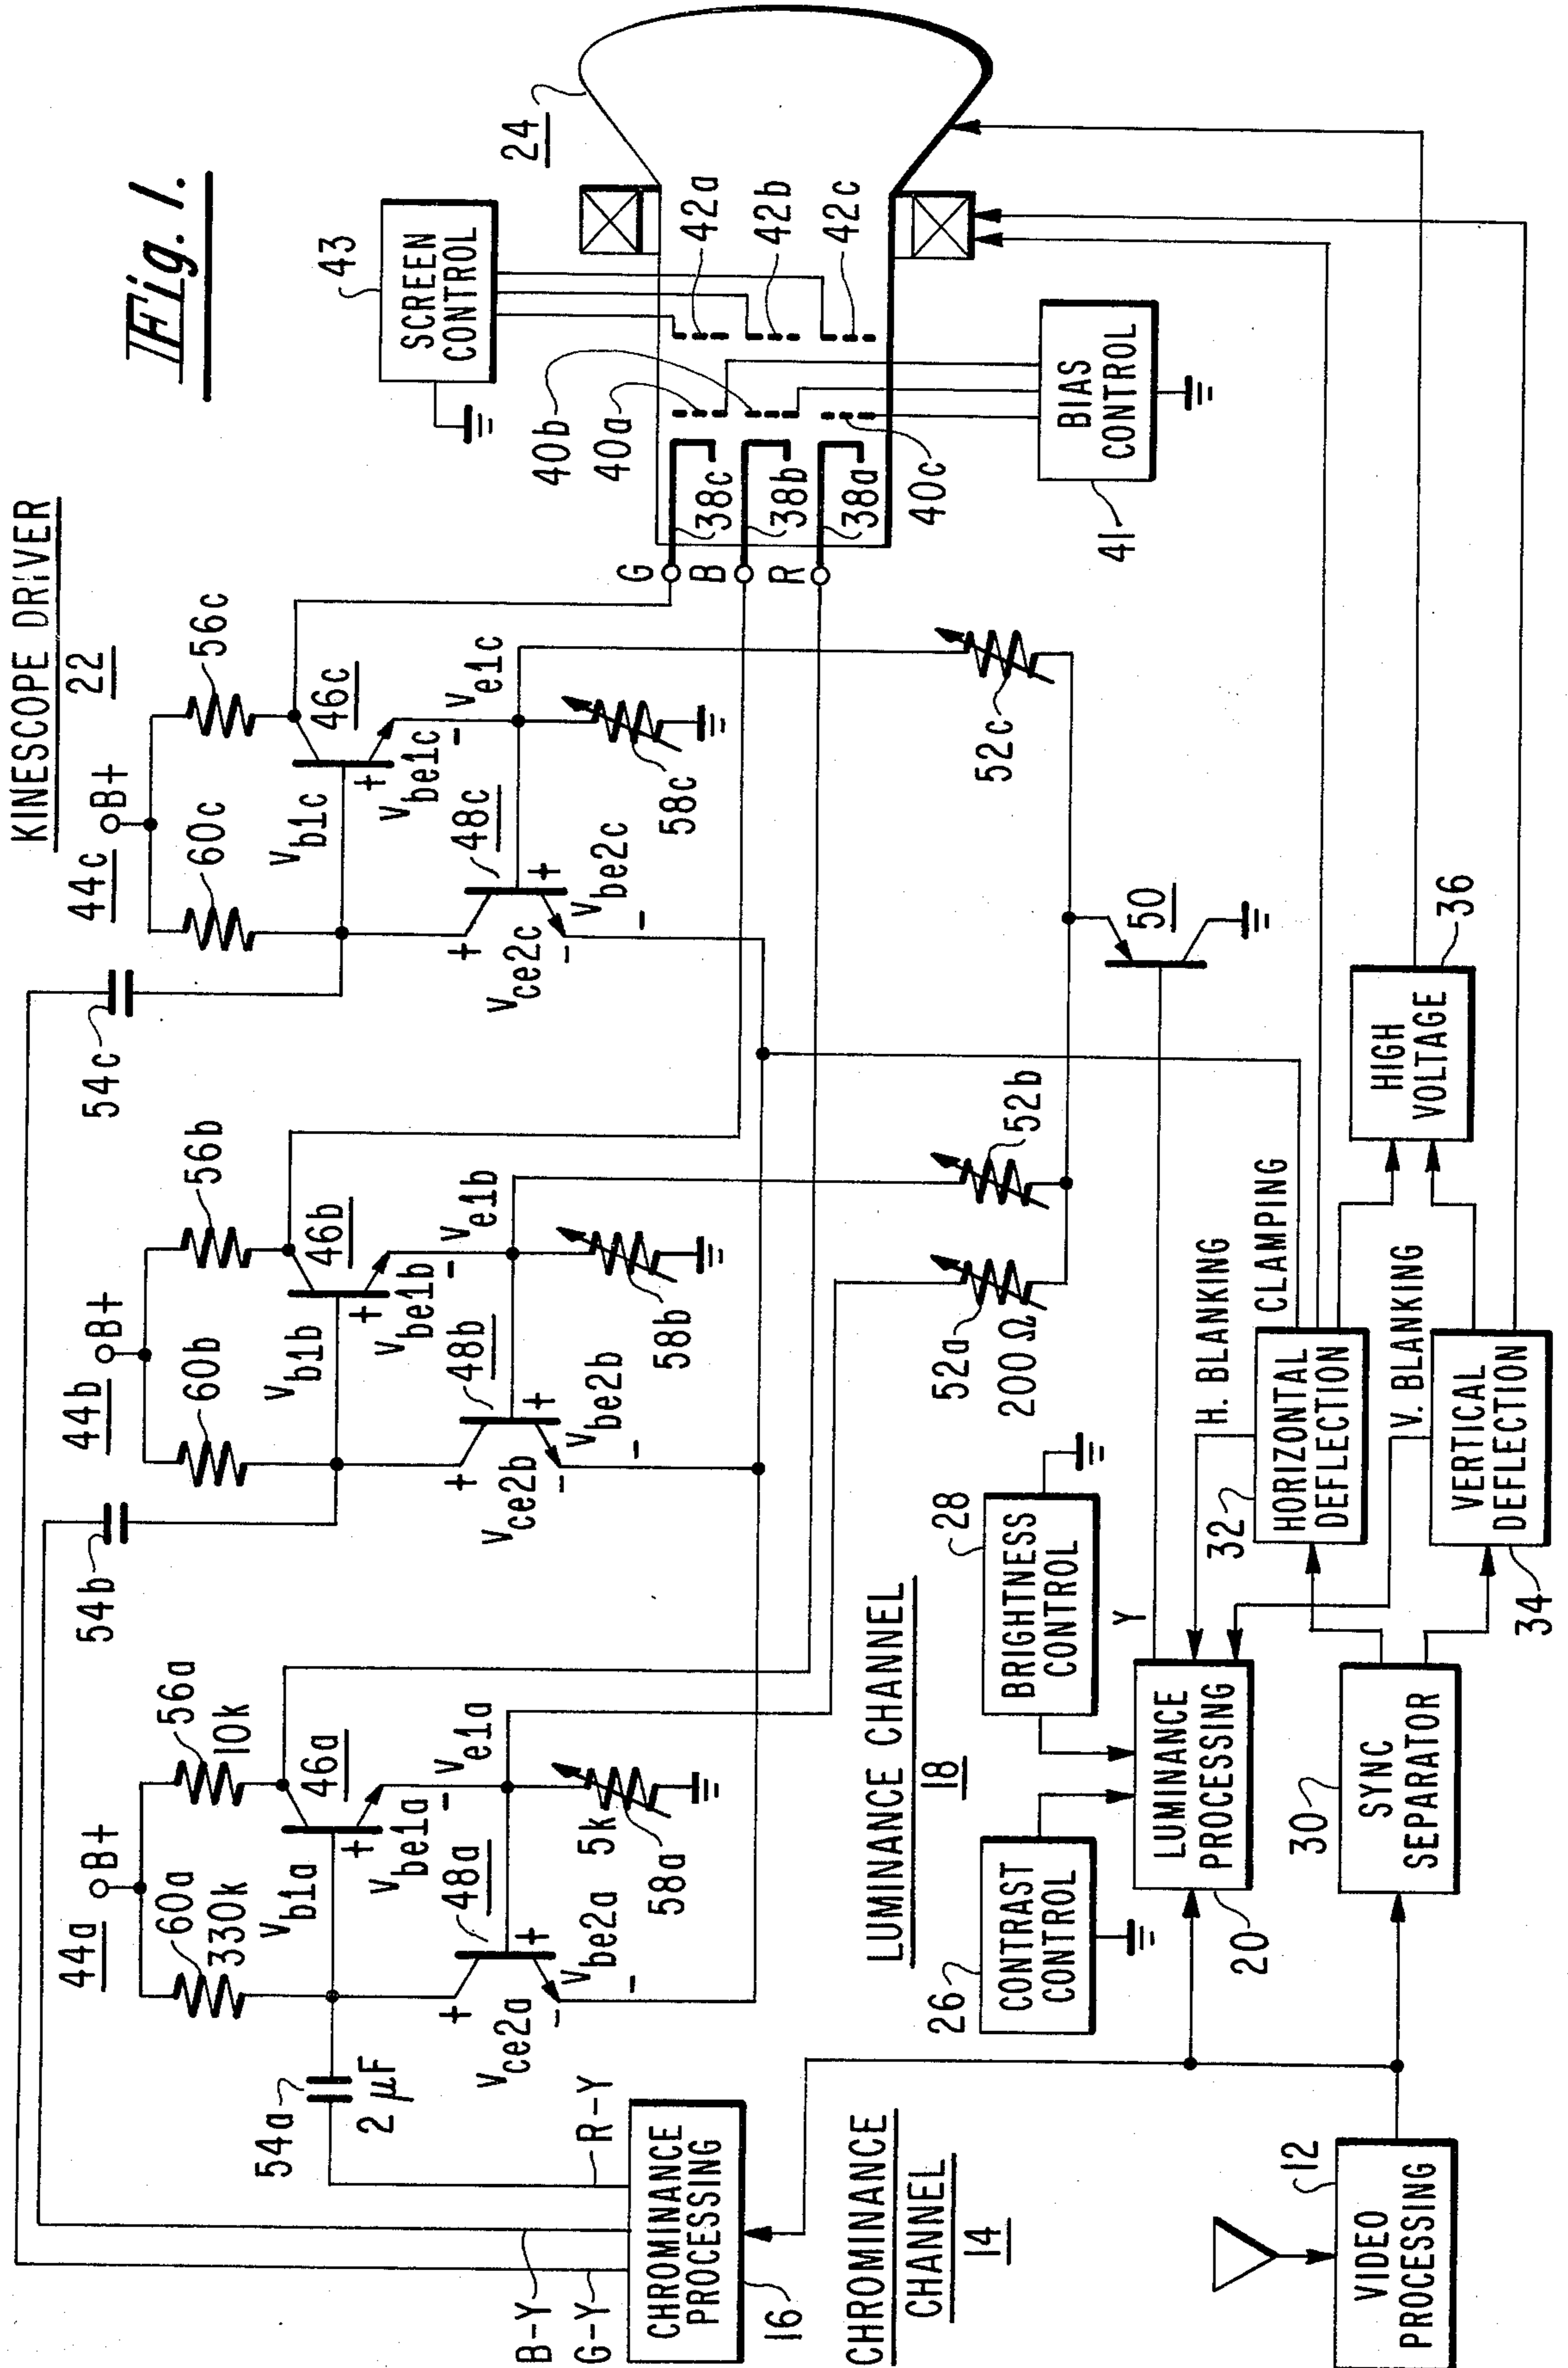 Fig. 1.
KINESCOPE DRIVER
22
44a
B+
60a
330k
56a
10k
54a
2 μF
Vb1a
46a
Vbe1a
+
−
Ve1a
48a
+
−
Vce2a
+
−
Vbe2a
5k
58a
44b
B+
60b
56b
54b
Vb1b
46b
Vbe1b
+
−
Ve1b
48b
+
−
Vce2b
+
−
Vbe2b
58b
44c
B+
60c
56c
54c
Vb1c
46c
Vbe1c
+
−
Ve1c
48c
+
−
Vce2c
+
−
Vbe2c
58c
G
B
R
38c
38b
38a
40b
40a
40c
42a
42b
42c
24
43
SCREEN
CONTROL
BIAS
CONTROL
41
52a
200Ω
52b
52c
50
R-Y
B-Y
G-Y
CHROMINANCE
PROCESSING
16
CHROMINANCE
CHANNEL
14
LUMINANCE CHANNEL
18
26
CONTRAST
CONTROL
28
BRIGHTNESS
CONTROL
Y
LUMINANCE
PROCESSING
20
H. BLANKING
CLAMPING
32
HORIZONTAL
DEFLECTION
V. BLANKING
VERTICAL
DEFLECTION
34
HIGH
VOLTAGE
36
30
SYNC
SEPARATOR
12
VIDEO
PROCESSING